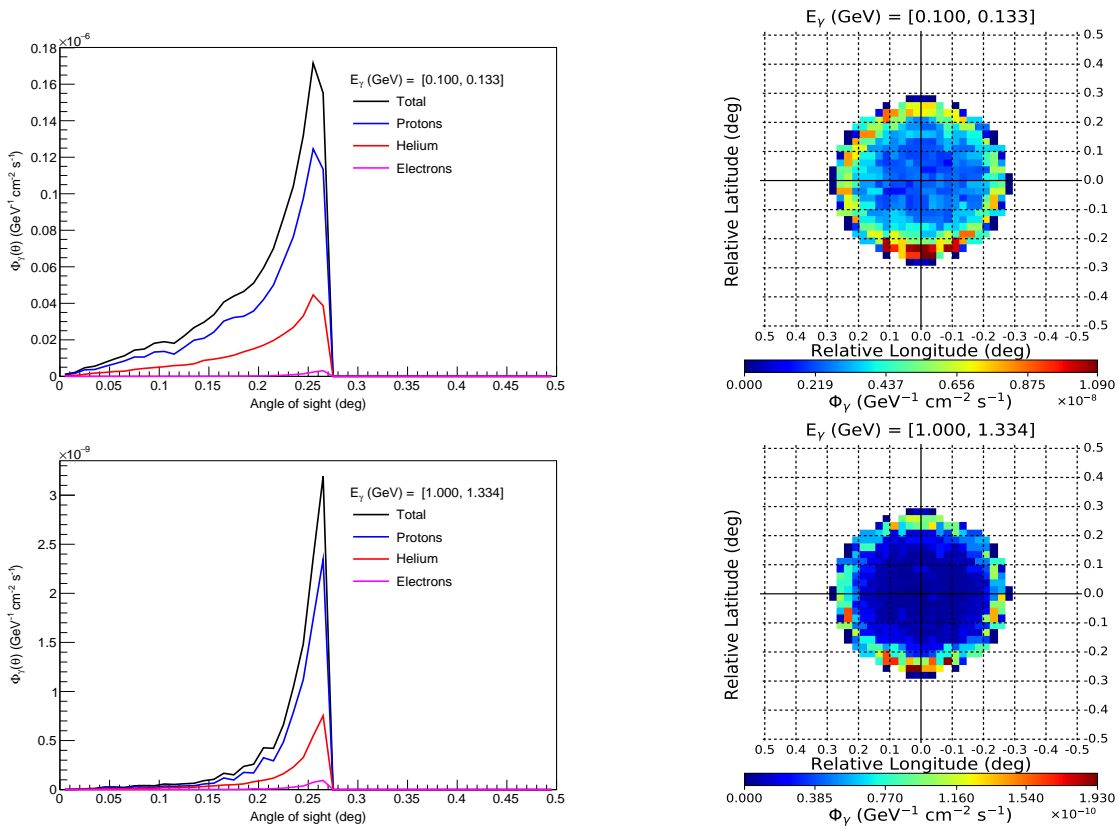 ×10⁻⁶
0.18
0.16
0.14
0.12
0.1
0.08
0.06
0.04
0.02
0
Φγ(θ) (GeV⁻¹ cm⁻² s⁻¹)
Eγ (GeV) = [0.100, 0.133]
Total
Protons
Helium
Electrons
0 0.05 0.1 0.15 0.2 0.25 0.3 0.35 0.4 0.45 0.5
Angle of sight (deg)
Eγ (GeV) = [0.100, 0.133]
0.5
0.4
0.3
0.2
0.1
0.0
-0.1
-0.2
-0.3
-0.4
-0.5
Relative Latitude (deg)
0.5 0.4 0.3 0.2 0.1 0.0 -0.1 -0.2 -0.3 -0.4 -0.5
Relative Longitude (deg)
0.000 0.219 0.437 0.656 0.875 1.090
Φγ (GeV⁻¹ cm⁻² s⁻¹) ×10⁻⁸
×10⁻⁹
3
2.5
2
1.5
1
0.5
0
Φγ(θ) (GeV⁻¹ cm⁻² s⁻¹)
Eγ (GeV) = [1.000, 1.334]
Total
Protons
Helium
Electrons
0 0.05 0.1 0.15 0.2 0.25 0.3 0.35 0.4 0.45 0.5
Angle of sight (deg)
Eγ (GeV) = [1.000, 1.334]
0.5
0.4
0.3
0.2
0.1
0.0
0.1
0.2
0.3
0.4
0.5
Relative Latitude (deg)
0.5 0.4 0.3 0.2 0.1 0.0 -0.1 -0.2 -0.3 -0.4 -0.5
Relative Longitude (deg)
0.000 0.385 0.770 1.160 1.540 1.930
Φγ (GeV⁻¹ cm⁻² s⁻¹) ×10⁻¹⁰